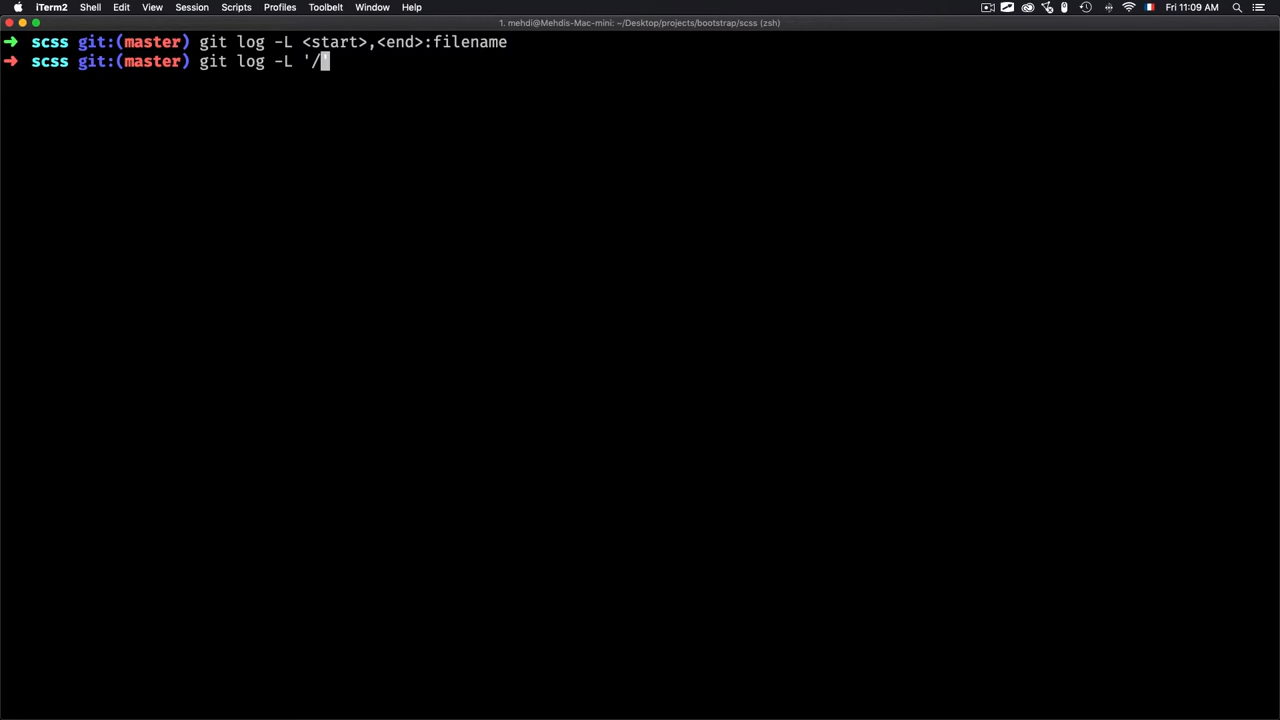 iTerm2 Shell Edit View Session Scripts Profiles Toolbelt Window Help Fri 11:09 AM
1. mehdi@Mehdis-Mac-mini: ~/Desktop/projects/bootstrap/scss (zsh)
➜ scss git:(master) git log -L <start>,<end>:filename
➜ scss git:(master) git log -L '/'